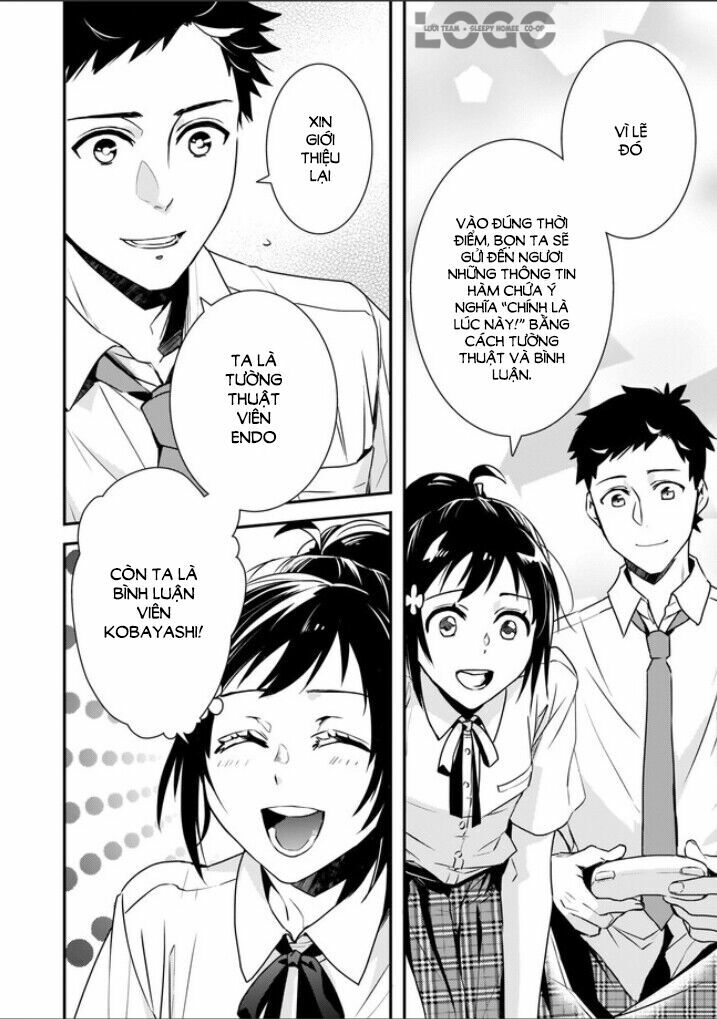 LƯỜI TEAM + SLEEPY HOMEE CO-OP
LOGO
VÌ LẼ
ĐÓ
VÀO ĐÚNG THỜI
ĐIỂM, BỌN TA SẼ
GỬI ĐẾN NGƯƠI
NHỮNG THÔNG TIN
HÀM CHỨA Ý
NGHĨA "CHÍNH LÀ
LÚC NÀY!" BẰNG
CÁCH TƯỜNG
THUẬT VÀ BÌNH
LUẬN.
XIN
GIỚI
THIỆU
LẠI
TA LÀ
TƯỜNG
THUẬT
VIÊN
ENDO
CÒN TA LÀ
BÌNH LUẬN
VIÊN
KOBAYASHI!